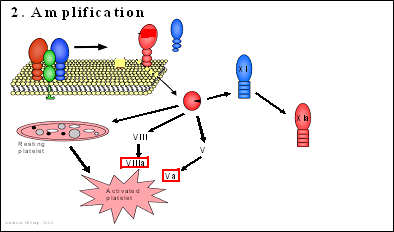 2. Amplification
XI
XIa
VIII
V
Resting
platelet
VIIIa
Va
Activated
platelet